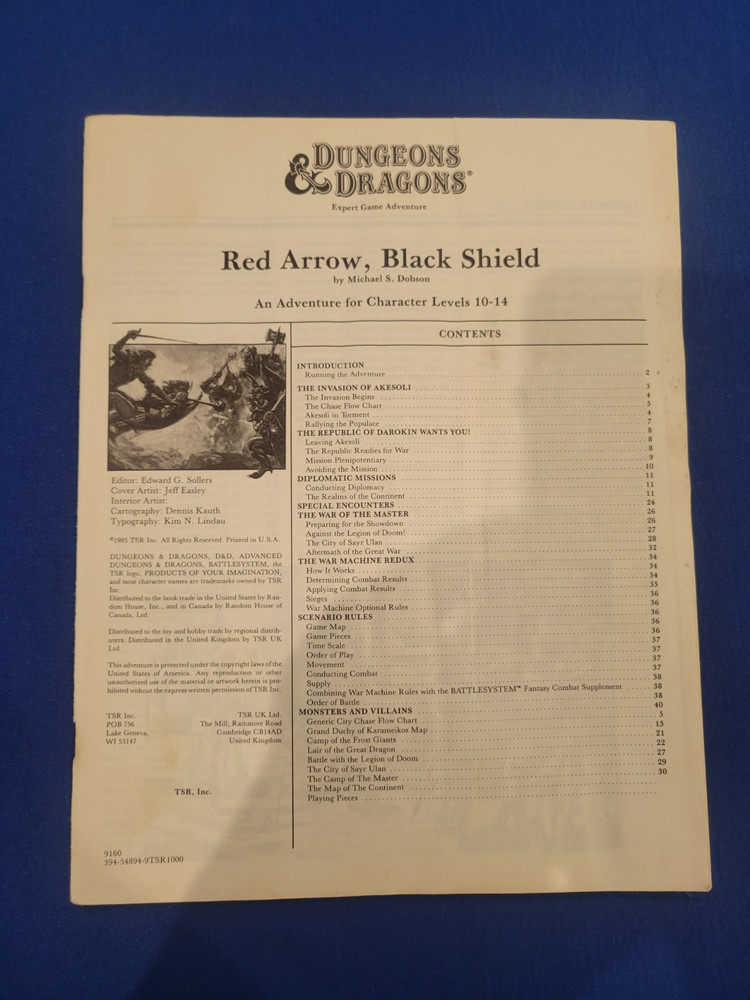 DUNGEONS
& DRAGONS®
Expert Game Adventure
Red Arrow, Black Shield
by Michael S. Dobson
An Adventure for Character Levels 10-14
Editor: Edward G. Sollers
Cover Artist: Jeff Easley
Interior Artist:
Cartography: Dennis Kauth
Typography: Kim N. Lindau
©1985 TSR Inc. All Rights Reserved. Printed in U.S.A.
DUNGEONS & DRAGONS, D&D, ADVANCED
DUNGEONS & DRAGONS, BATTLESYSTEM, the
TSR logo, PRODUCTS OF YOUR IMAGINATION,
and most character names are trademarks owned by TSR
Inc.
Distributed to the book trade in the United States by Ran-
dom House, Inc., and in Canada by Random House of
Canada, Ltd.
Distributed to the toy and hobby trade by regional distrib-
uters. Distributed in the United Kingdom by TSR UK
Ltd.
This adventure is protected under the copyright laws of the
United States of America. Any reproduction or other
unauthorized use of the material or artwork herein is pro-
hibited without the express written permission of TSR Inc.
TSR Inc.
POB 756
Lake Geneva,
WI 53147
TSR UK Ltd.
The Mill, Rathmore Road
Cambridge CB14AD
United Kingdom
TSR, Inc.
9160
394-54894-9TSR1000
CONTENTS
INTRODUCTION
Running the Adventure 2
THE INVASION OF AKESOLI 3
The Invasion Begins 4
The Chase Flow Chart 5
Akesoli in Torment 4
Rallying the Populace 7
THE REPUBLIC OF DAROKIN WANTS YOU! 8
Leaving Akesoli 8
The Republic Readies for War 8
Mission Plenipotentiary 9
Avoiding the Mission 10
DIPLOMATIC MISSIONS 11
Conducting Diplomacy 11
The Realms of the Continent 11
SPECIAL ENCOUNTERS 24
THE WAR OF THE MASTER 26
Preparing for the Showdown 26
Against the Legion of Doom! 27
The City of Sayr Ulan 28
Aftermath of the Great War 32
THE WAR MACHINE REDUX 34
How It Works 34
Determining Combat Results 34
Applying Combat Results 35
Sieges 36
War Machine Optional Rules 36
SCENARIO RULES 36
Game Map 36
Game Pieces 36
Time Scale 37
Order of Play 37
Movement 37
Conducting Combat 37
Supply 38
Combining War Machine Rules with the BATTLESYSTEM™ Fantasy Combat Supplement 38
Order of Battle 38
MONSTERS AND VILLAINS 40
Generic City Chase Flow Chart 5
Grand Duchy of Karameikos Map 15
Camp of the Frost Giants 21
Lair of the Great Dragon 22
Battle with the Legion of Doom 27
The City of Sayr Ulan 29
The Camp of The Master 30
The Map of The Continent
Playing Pieces